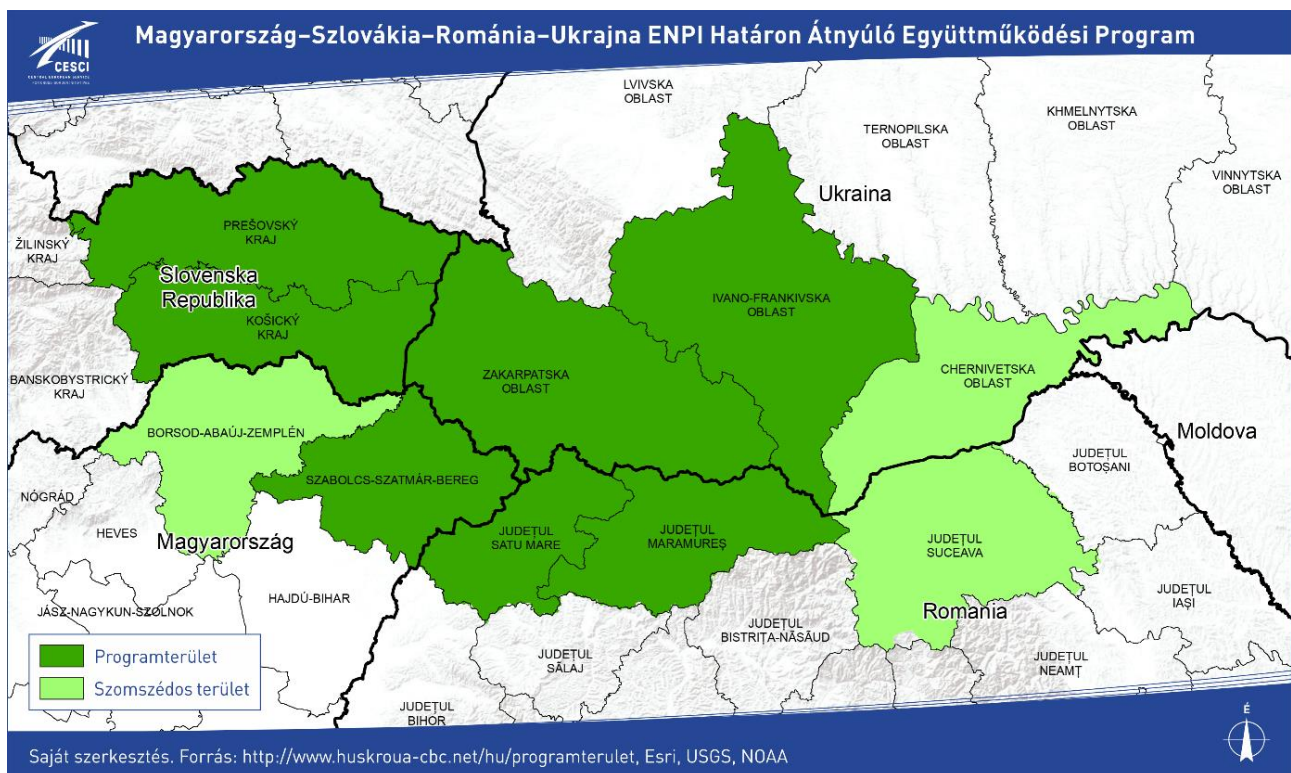 Magyarország–Szlovákia–Románia–Ukrajna ENPI Határon Átnyúló Együttműködési Program
CESCI
CENTRAL EUROPEAN SERVICE
LVIVSKA
OBLAST
TERNOPILSKA
OBLAST
KHMELNYTSKA
OBLAST
VINNYTSKA
OBLAST
Ukraina
PREŠOVSKÝ
KRAJ
ŽILINSKÝ
KRAJ
Slovenska
Republika
KOŠICKÝ
KRAJ
IVANO-FRANKIVSKA
OBLAST
BANSKOBYSTRICKÝ
KRAJ
ZAKARPATSKA
OBLAST
CHERNIVETSKA
OBLAST
BORSOD-ABAÚJ-ZEMPLÉN
Moldova
JUDEȚUL
BOTOȘANI
SZABOLCS-SZATMÁR-BEREG
NÓGRÁD
HEVES
Magyarország
JUDEȚUL
SATU MARE
JUDEȚUL
MARAMUREȘ
JUDEȚUL
SUCEAVA
JUDEȚUL
IAȘI
HAJDÚ-BIHAR
JÁSZ-NAGYKUN-SZOLNOK
Romania
JUDEȚUL
BISTRIȚA-NĂSĂUD
JUDEȚUL
SĂLAJ
JUDEȚUL
NEAMȚ
JUDEȚUL
BIHOR
Programterület
Szomszédos terület
É
Saját szerkesztés. Forrás: http://www.huskroua-cbc.net/hu/programterulet, Esri, USGS, NOAA